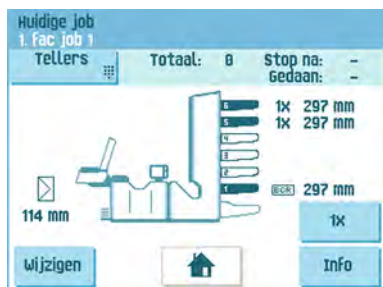 Huidige job
1. Fac job 1
Tellers
Totaal: 0
Stop na: -
Gedaan: -
6 1x 297 mm
5 1x 297 mm
4
3
2
1 BCR 297 mm
114 mm
1x
Wijzigen
Info